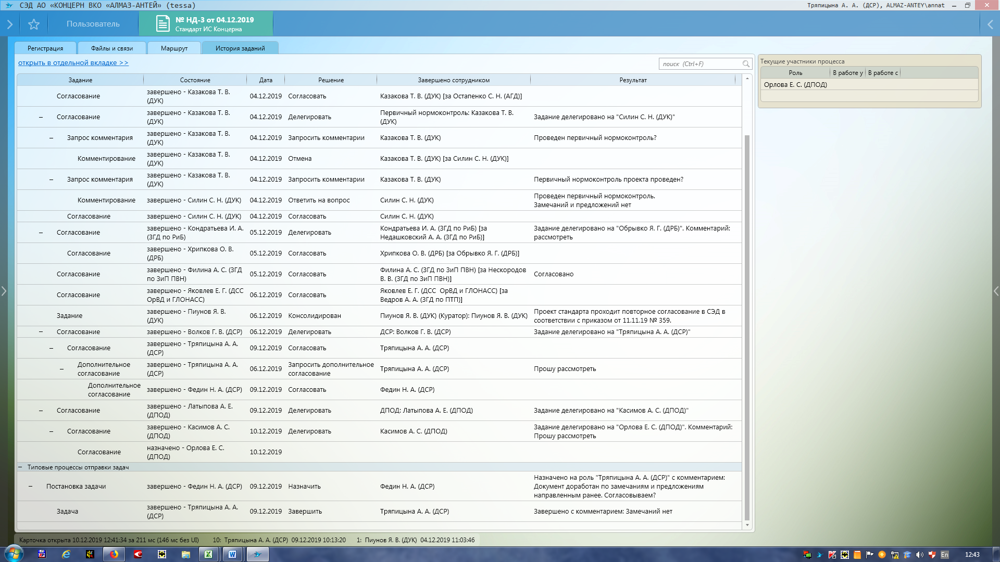 СЭД АО «КОНЦЕРН ВКО «АЛМАЗ-АНТЕЙ» (tessa)
Тряпицына А. А. (ДСР), ALMAZ-ANTEY\annat
Пользователь
№ НД-3 от 04.12.2019
Стандарт ИС Концерна
Регистрация
Файлы и связи
Маршрут
История заданий
открыть в отдельной вкладке >>
поиск (Ctrl+F)
Задание Состояние Дата Решение Завершено сотрудником Результат
Согласование завершено - Казакова Т. В. (ДУК) 04.12.2019 Согласовать Казакова Т. В. (ДУК) [за Остапенко С. Н. (АГД)]
Согласование завершено - Казакова Т. В. (ДУК) 04.12.2019 Делегировать Первичный нормоконтроль: Казакова Т. В. (ДУК) Задание делегировано на "Силин С. Н. (ДУК)"
Запрос комментария завершено - Казакова Т. В. (ДУК) 04.12.2019 Запросить комментарии Казакова Т. В. (ДУК) Проведен первичный нормоконтроль?
Комментирование завершено - Казакова Т. В. (ДУК) 04.12.2019 Отмена Казакова Т. В. (ДУК) [за Силин С. Н. (ДУК)]
Запрос комментария завершено - Казакова Т. В. (ДУК) 04.12.2019 Запросить комментарии Казакова Т. В. (ДУК) Первичный нормоконтроль проекта проведен?
Комментирование завершено - Силин С. Н. (ДУК) 04.12.2019 Ответить на вопрос Силин С. Н. (ДУК) Проведен первичный нормоконтроль. Замечаний и предложений нет
Согласование завершено - Силин С. Н. (ДУК) 04.12.2019 Согласовать Силин С. Н. (ДУК)
Согласование завершено - Кондратьева И. А. (ЗГД по РиБ) 05.12.2019 Делегировать Кондратьева И. А. (ЗГД по РиБ) [за Недашковский А. А. (ЗГД по РиБ)] Задание делегировано на "Обрывко Я. Г. (ДРБ)". Комментарий: рассмотреть
Согласование завершено - Хрипкова О. В. (ДРБ) 05.12.2019 Согласовать Хрипкова О. В. (ДРБ) [за Обрывко Я. Г. (ДРБ)]
Согласование завершено - Филина А. С. (ЗГД по ЗиП ПВН) 05.12.2019 Согласовать Филина А. С. (ЗГД по ЗиП ПВН) [за Нескородов В. В. (ЗГД по ЗиП ПВН)] Согласовано
Согласование завершено - Яковлев Е. Г. (ДСС ОрВД и ГЛОНАСС) 06.12.2019 Согласовать Яковлев Е. Г. (ДСС ОрВД и ГЛОНАСС) [за Ведров А. А. (ЗГД по ПТП)]
Задание завершено - Пиунов Я. В. (ДУК) 06.12.2019 Консолидирован Пиунов Я. В. (ДУК) (Куратор): Пиунов Я. В. (ДУК) Проект стандарта проходит повторное согласование в СЭД в соответствии с приказом от 11.11.19 № 359.
Согласование завершено - Волков Г. В. (ДСР) 06.12.2019 Делегировать ДСР: Волков Г. В. (ДСР) Задание делегировано на "Тряпицына А. А. (ДСР)"
Согласование завершено - Тряпицына А. А. (ДСР) 09.12.2019 Согласовать Тряпицына А. А. (ДСР)
Дополнительное согласование завершено - Тряпицына А. А. (ДСР) 06.12.2019 Запросить дополнительное согласование Тряпицына А. А. (ДСР) Прошу рассмотреть
Дополнительное согласование завершено - Федин Н. А. (ДСР) 09.12.2019 Согласовать Федин Н. А. (ДСР)
Согласование завершено - Латыпова А. Е. (ДПОД) 09.12.2019 Делегировать ДПОД: Латыпова А. Е. (ДПОД) Задание делегировано на "Касимов А. С. (ДПОД)"
Согласование завершено - Касимов А. С. (ДПОД) 10.12.2019 Делегировать Касимов А. С. (ДПОД) Задание делегировано на "Орлова Е. С. (ДПОД)". Комментарий: Прошу рассмотреть
Согласование назначено - Орлова Е. С. (ДПОД) 10.12.2019
Типовые процессы отправки задач
Постановка задачи завершено - Федин Н. А. (ДСР) 09.12.2019 Назначить Федин Н. А. (ДСР) Назначено на роль "Тряпицына А. А. (ДСР)" с комментарием: Документ доработан по замечаниям и предложениям направленным ранее. Согласовываем?
Задача завершено - Тряпицына А. А. (ДСР) 09.12.2019 Завершить Тряпицына А. А. (ДСР) Завершено с комментарием: Замечаний нет
Текущие участники процесса
Роль В работе у В работе с
Орлова Е. С. (ДПОД)
Карточка открыта 10.12.2019 12:41:34 за 211 мс (146 мс без UI) 10: Тряпицына А. А. (ДСР) 09.12.2019 10:13:20 1: Пиунов Я. В. (ДУК) 04.12.2019 11:03:46
En
12:43